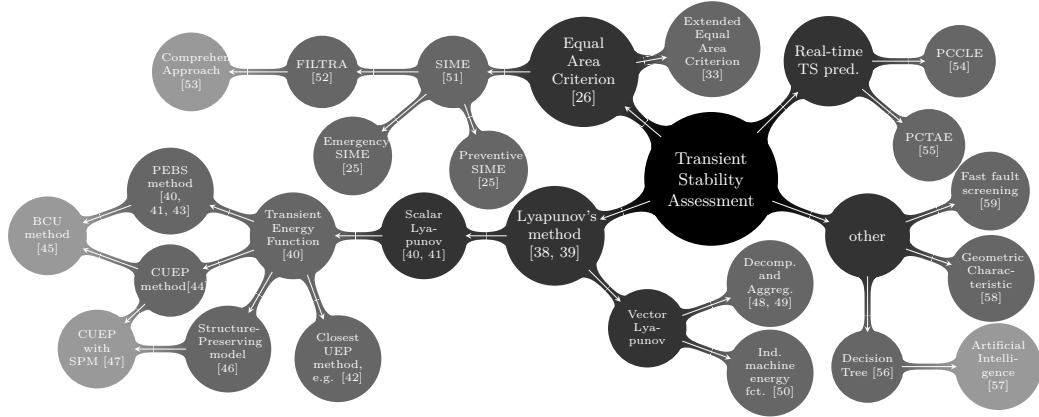 Transient
Stability
Assessment
Equal
Area
Criterion
[26]
Extended
Equal
Area
Criterion
[33]
SIME
[51]
FILTRA
[52]
Comprehen
Approach
[53]
Emergency
SIME
[25]
Preventive
SIME
[25]
Real-time
TS pred.
PCCLE
[54]
PCTAE
[55]
other
Fast fault
screening
[59]
Geometric
Charac-
teristic
[58]
Decision
Tree [56]
Artificial
Intelli-
gence
[57]
Lyapunov's
method
[38, 39]
Scalar
Lya-
punov
[40, 41]
Transient
Energy
Function
[40]
PEBS
method
[40,
41, 43]
BCU
method
[45]
CUEP
method[44]
CUEP
with
SPM [47]
Structure-
Preserving
model
[46]
Closest
UEP
method,
e.g. [42]
Vector
Lya-
punov
Decomp.
and
Aggreg.
[48, 49]
Ind.
machine
energy
fct. [50]